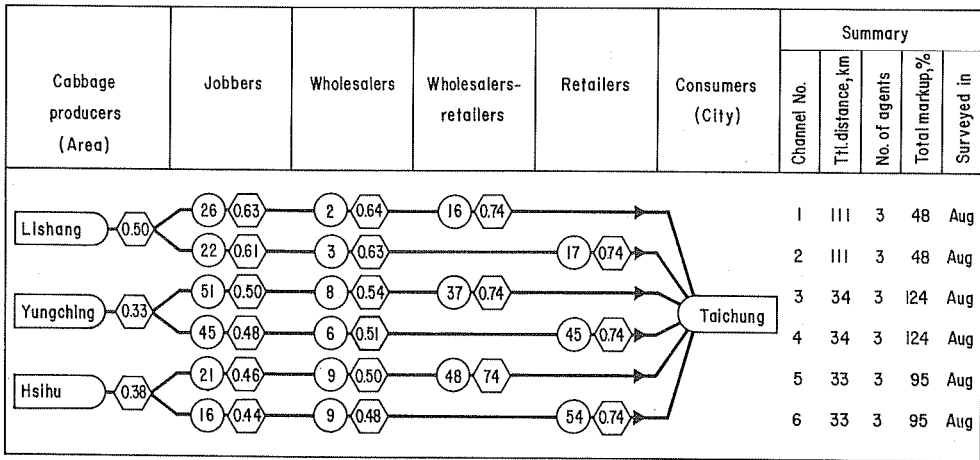 Summary
Cabbage producers (Area)
Jobbers
Wholesalers
Wholesalers-retailers
Retailers
Consumers (City)
Channel No.
Ttl. distance, km
No. of agents
Total markup, %
Surveyed in
Lishang 0.50
26 0.63 2 0.64 16 0.74
1 111 3 48 Aug
22 0.61 3 0.63 17 0.74
2 111 3 48 Aug
Yungching 0.33
51 0.50 8 0.54 37 0.74
3 34 3 124 Aug
Taichung
45 0.48 6 0.51 45 0.74
4 34 3 124 Aug
Hsihu 0.38
21 0.46 9 0.50 48 74
5 33 3 95 Aug
16 0.44 9 0.48 54 0.74
6 33 3 95 Aug